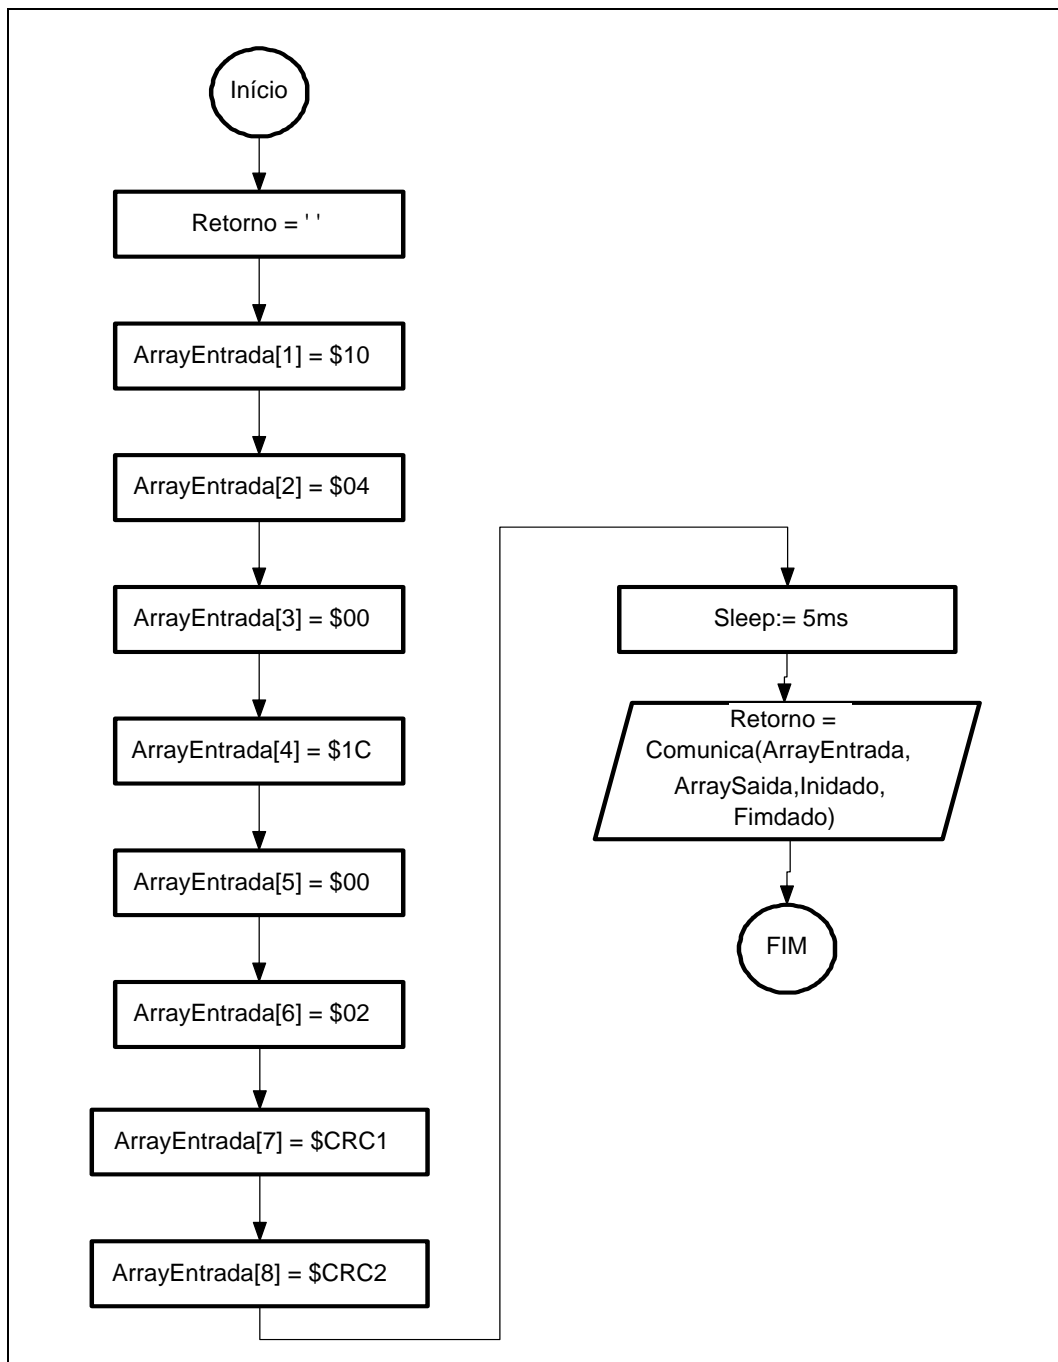 Início
Retorno = ' '
ArrayEntrada[1] = $10
ArrayEntrada[2] = $04
ArrayEntrada[3] = $00
ArrayEntrada[4] = $1C
ArrayEntrada[5] = $00
ArrayEntrada[6] = $02
ArrayEntrada[7] = $CRC1
ArrayEntrada[8] = $CRC2
Sleep:= 5ms
Retorno =
Comunica(ArrayEntrada,
ArraySaida,Inidado,
Fimdado)
FIM